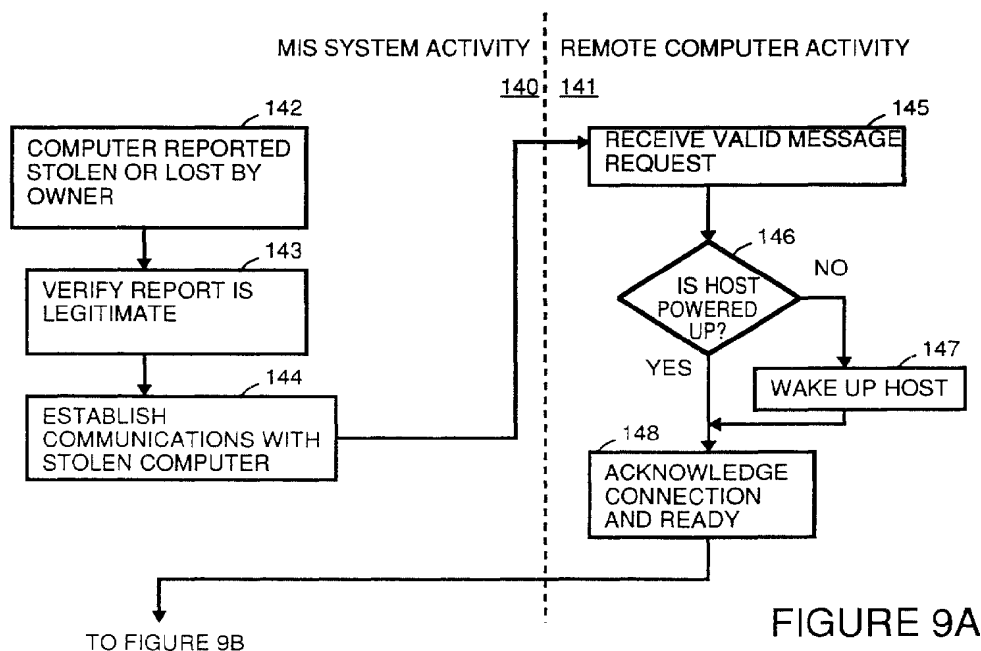 MIS SYSTEM ACTIVITY
REMOTE COMPUTER ACTIVITY
140
141
142
COMPUTER REPORTED
STOLEN OR LOST BY
OWNER
143
VERIFY REPORT IS
LEGITIMATE
144
ESTABLISH
COMMUNICATIONS WITH
STOLEN COMPUTER
145
RECEIVE VALID MESSAGE
REQUEST
146
IS HOST
POWERED
UP?
NO
YES
147
WAKE UP HOST
148
ACKNOWLEDGE
CONNECTION
AND READY
TO FIGURE 9B
FIGURE 9A